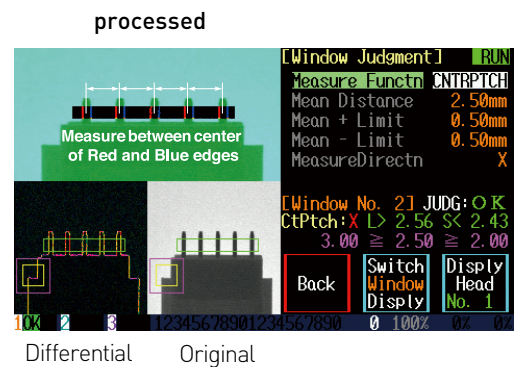 processed
[Window Judgment] RUN
Measure Functn CNTRPTCH
Mean Distance 2.50mm
Mean + Limit 0.50mm
Mean - Limit 0.50mm
MeasureDirectn X
Measure between center
of Red and Blue edges
[Window No. 2] JUDG:OK
CtPtch:X L> 2.56 S< 2.43
3.00 ≧ 2.50 ≧ 2.00
Back
Switch
Window
Disply
Disply
Head
No. 1
1OK 2 3 12345678901234567890 0 100% 0% 0%
Differential Original